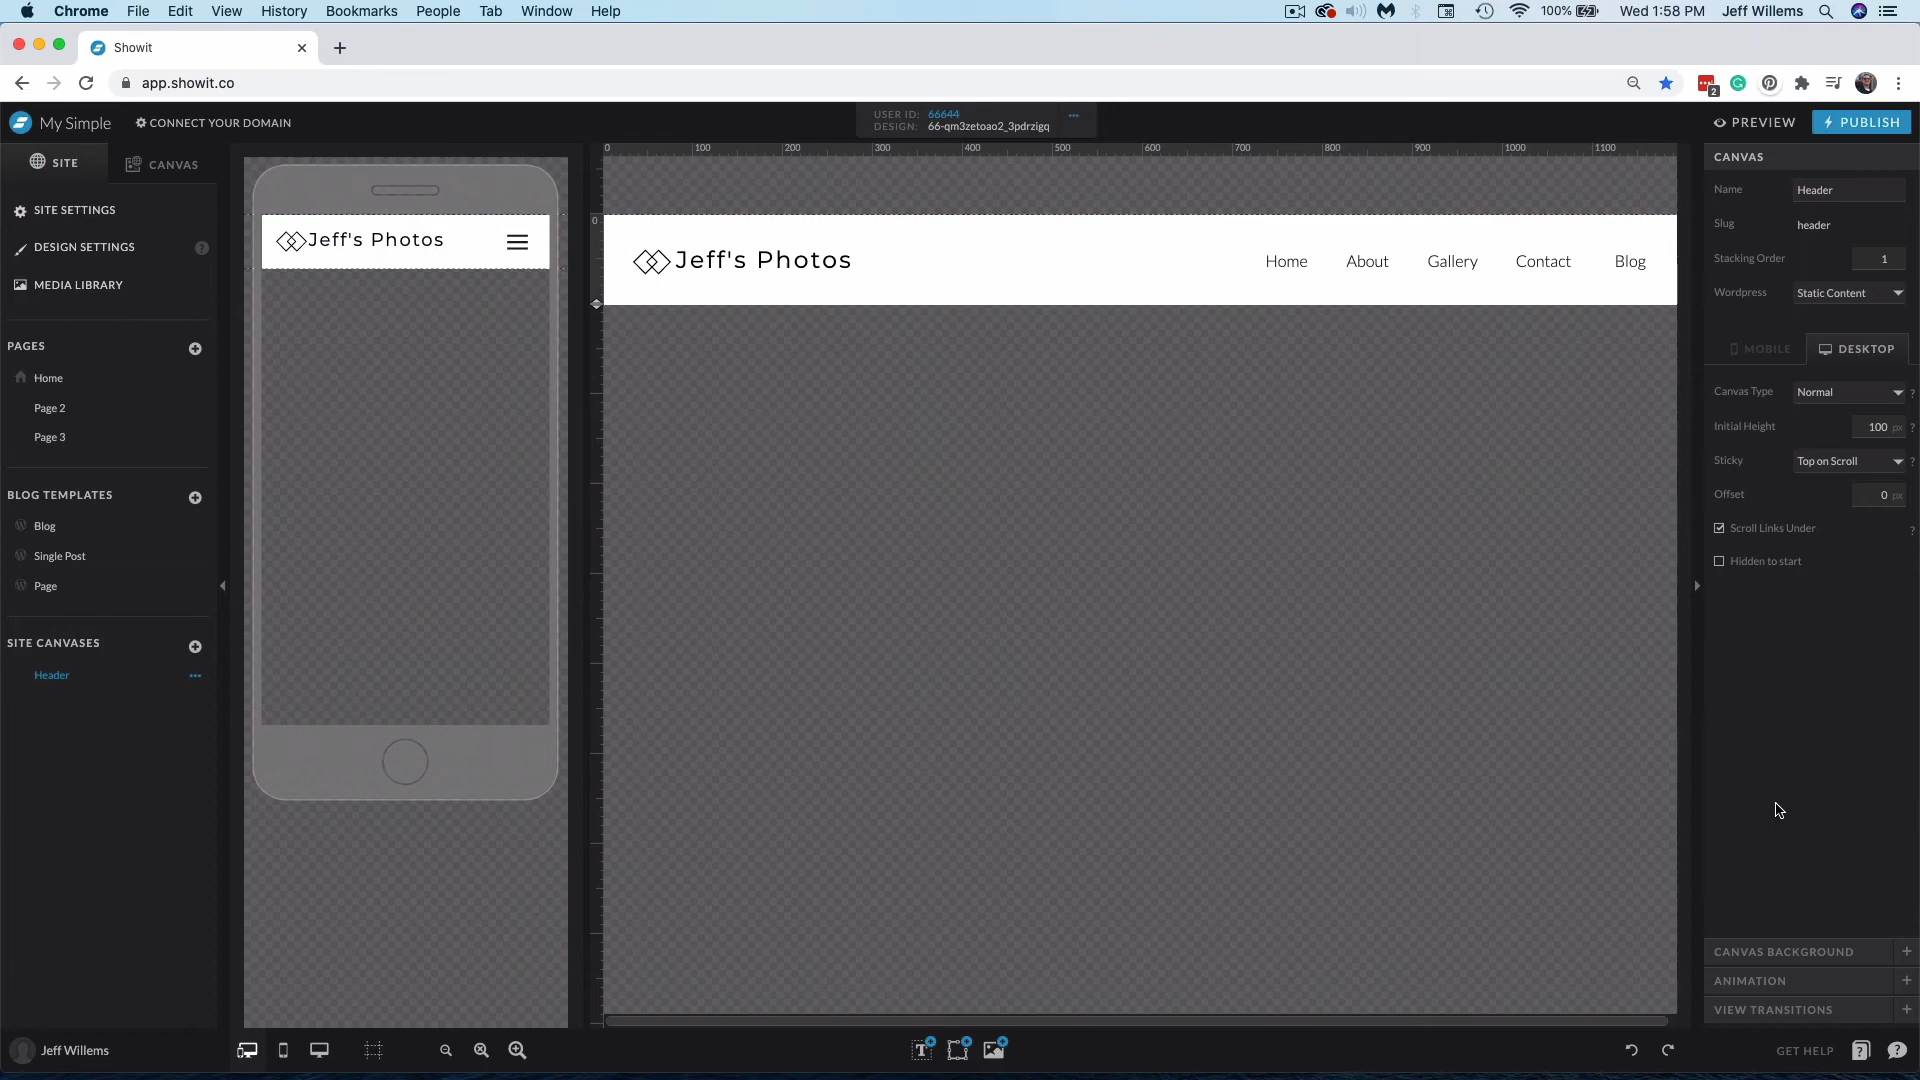 Chrome File Edit View History Bookmarks People Tab Window Help
100% Wed 1:58 PM Jeff Willems
Showit
app.showit.co
2
My Simple CONNECT YOUR DOMAIN
USER ID: 66644
DESIGN: 66-qm3zetoao2_3pdrzigq
PREVIEW PUBLISH
SITE CANVAS
SITE SETTINGS
DESIGN SETTINGS ?
MEDIA LIBRARY
PAGES
Home
Page 2
Page 3
BLOG TEMPLATES
Blog
Single Post
Page
SITE CANVASES
Header
Jeff's Photos
0 100 200 300 400 500 600 700 800 900 1000 1100
0
Jeff's Photos Home About Gallery Contact Blog
CANVAS
Name Header
Slug header
Stacking Order 1
Wordpress Static Content
MOBILE DESKTOP
Canvas Type Normal ?
Initial Height 100 px ?
Sticky Top on Scroll ?
Offset 0 px
Scroll Links Under ?
Hidden to start
CANVAS BACKGROUND +
ANIMATION +
VIEW TRANSITIONS +
Jeff Willems
T
GET HELP ? ?